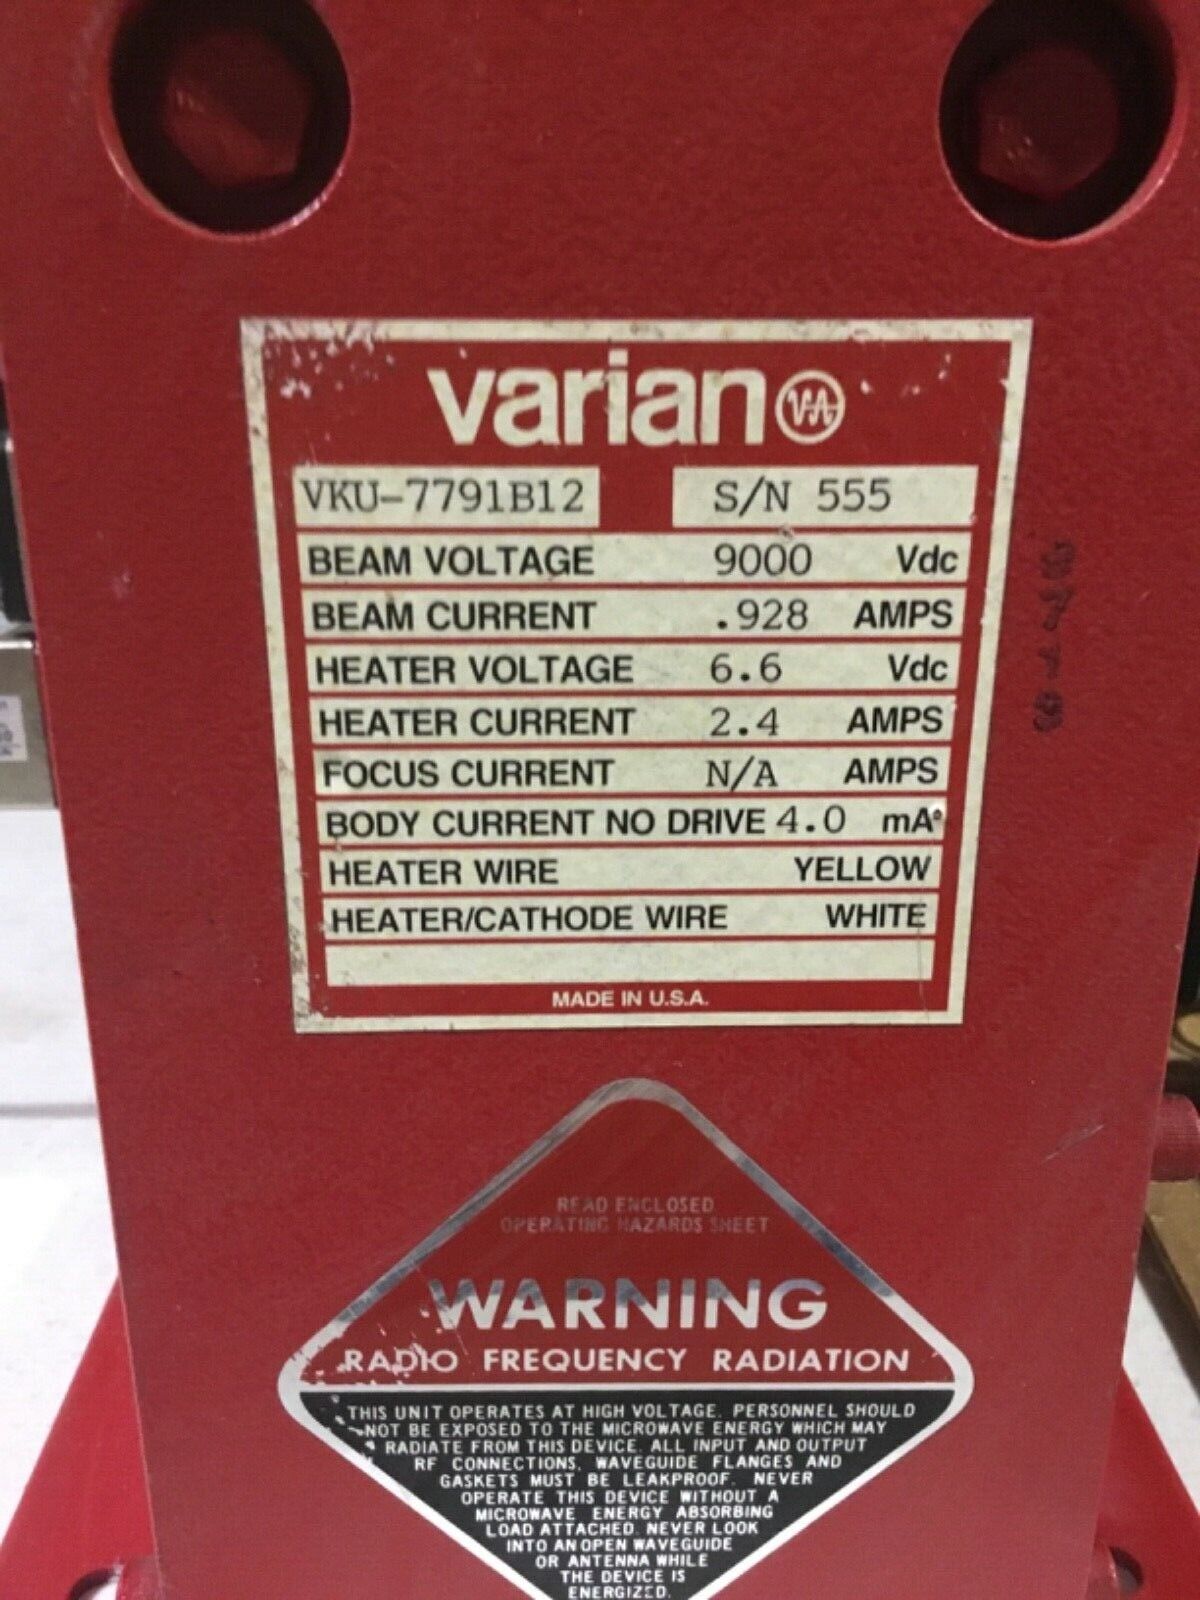 varian VA
VKU-7791B12 S/N 555
BEAM VOLTAGE 9000 Vdc
BEAM CURRENT .928 AMPS
HEATER VOLTAGE 6.6 Vdc
HEATER CURRENT 2.4 AMPS
FOCUS CURRENT N/A AMPS
BODY CURRENT NO DRIVE 4.0 mA
HEATER WIRE YELLOW
HEATER/CATHODE WIRE WHITE
MADE IN U.S.A.
READ ENCLOSED
OPERATING HAZARDS SHEET
WARNING
RADIO FREQUENCY RADIATION
THIS UNIT OPERATES AT HIGH VOLTAGE. PERSONNEL SHOULD
NOT BE EXPOSED TO THE MICROWAVE ENERGY WHICH MAY
RADIATE FROM THIS DEVICE. ALL INPUT AND OUTPUT
RF CONNECTIONS, WAVEGUIDE FLANGES AND
GASKETS MUST BE LEAKPROOF. NEVER
OPERATE THIS DEVICE WITHOUT A
MICROWAVE ENERGY ABSORBING
LOAD ATTACHED. NEVER LOOK
INTO AN OPEN WAVEGUIDE
OR ANTENNA WHILE
THE DEVICE IS
ENERGIZED.